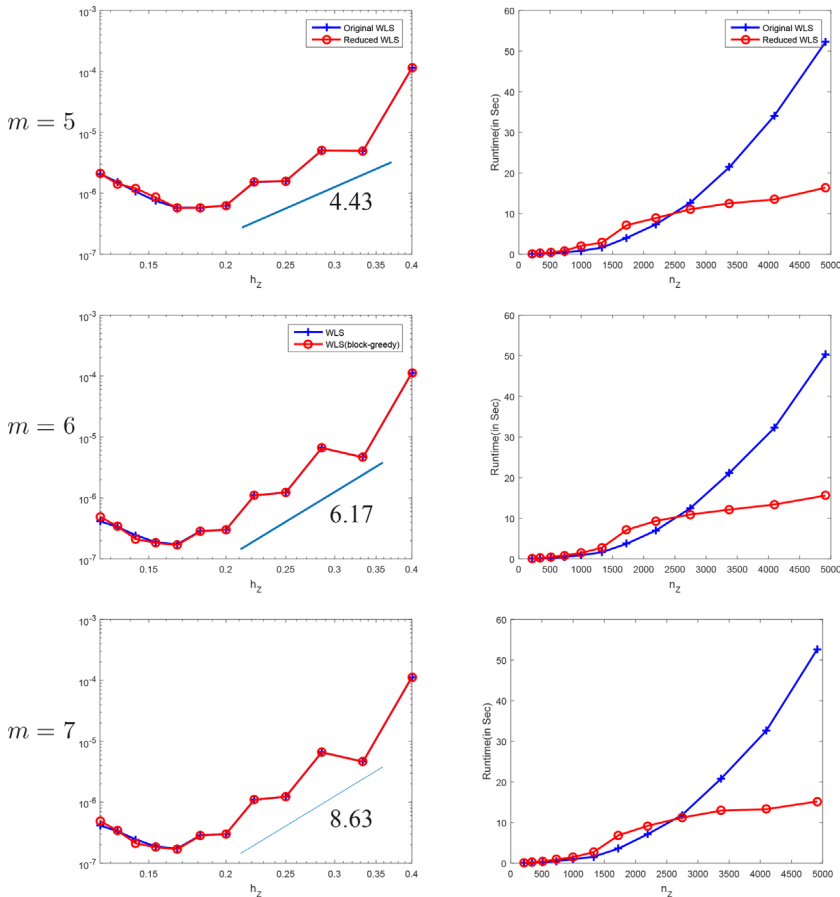 m = 5
10^-3
10^-4
10^-5
10^-6
10^-7
Original WLS
Reduced WLS
4.43
0.15 0.2 0.25 0.3 0.35 0.4
h_Z
60
50
40
30
20
10
0
Runtime(in Sec)
Original WLS
Reduced WLS
0 500 1000 1500 2000 2500 3000 3500 4000 4500 5000
n_Z
m = 6
10^-3
10^-4
10^-5
10^-6
10^-7
WLS
WLS(block-greedy)
6.17
0.15 0.2 0.25 0.3 0.35 0.4
h_Z
60
50
40
30
20
10
0
Runtime(in Sec)
0 500 1000 1500 2000 2500 3000 3500 4000 4500 5000
n_Z
m = 7
10^-3
10^-4
10^-5
10^-6
10^-7
8.63
0.15 0.2 0.25 0.3 0.35 0.4
h_Z
60
50
40
30
20
10
0
Runtime(in Sec)
0 500 1000 1500 2000 2500 3000 3500 4000 4500 5000
n_Z